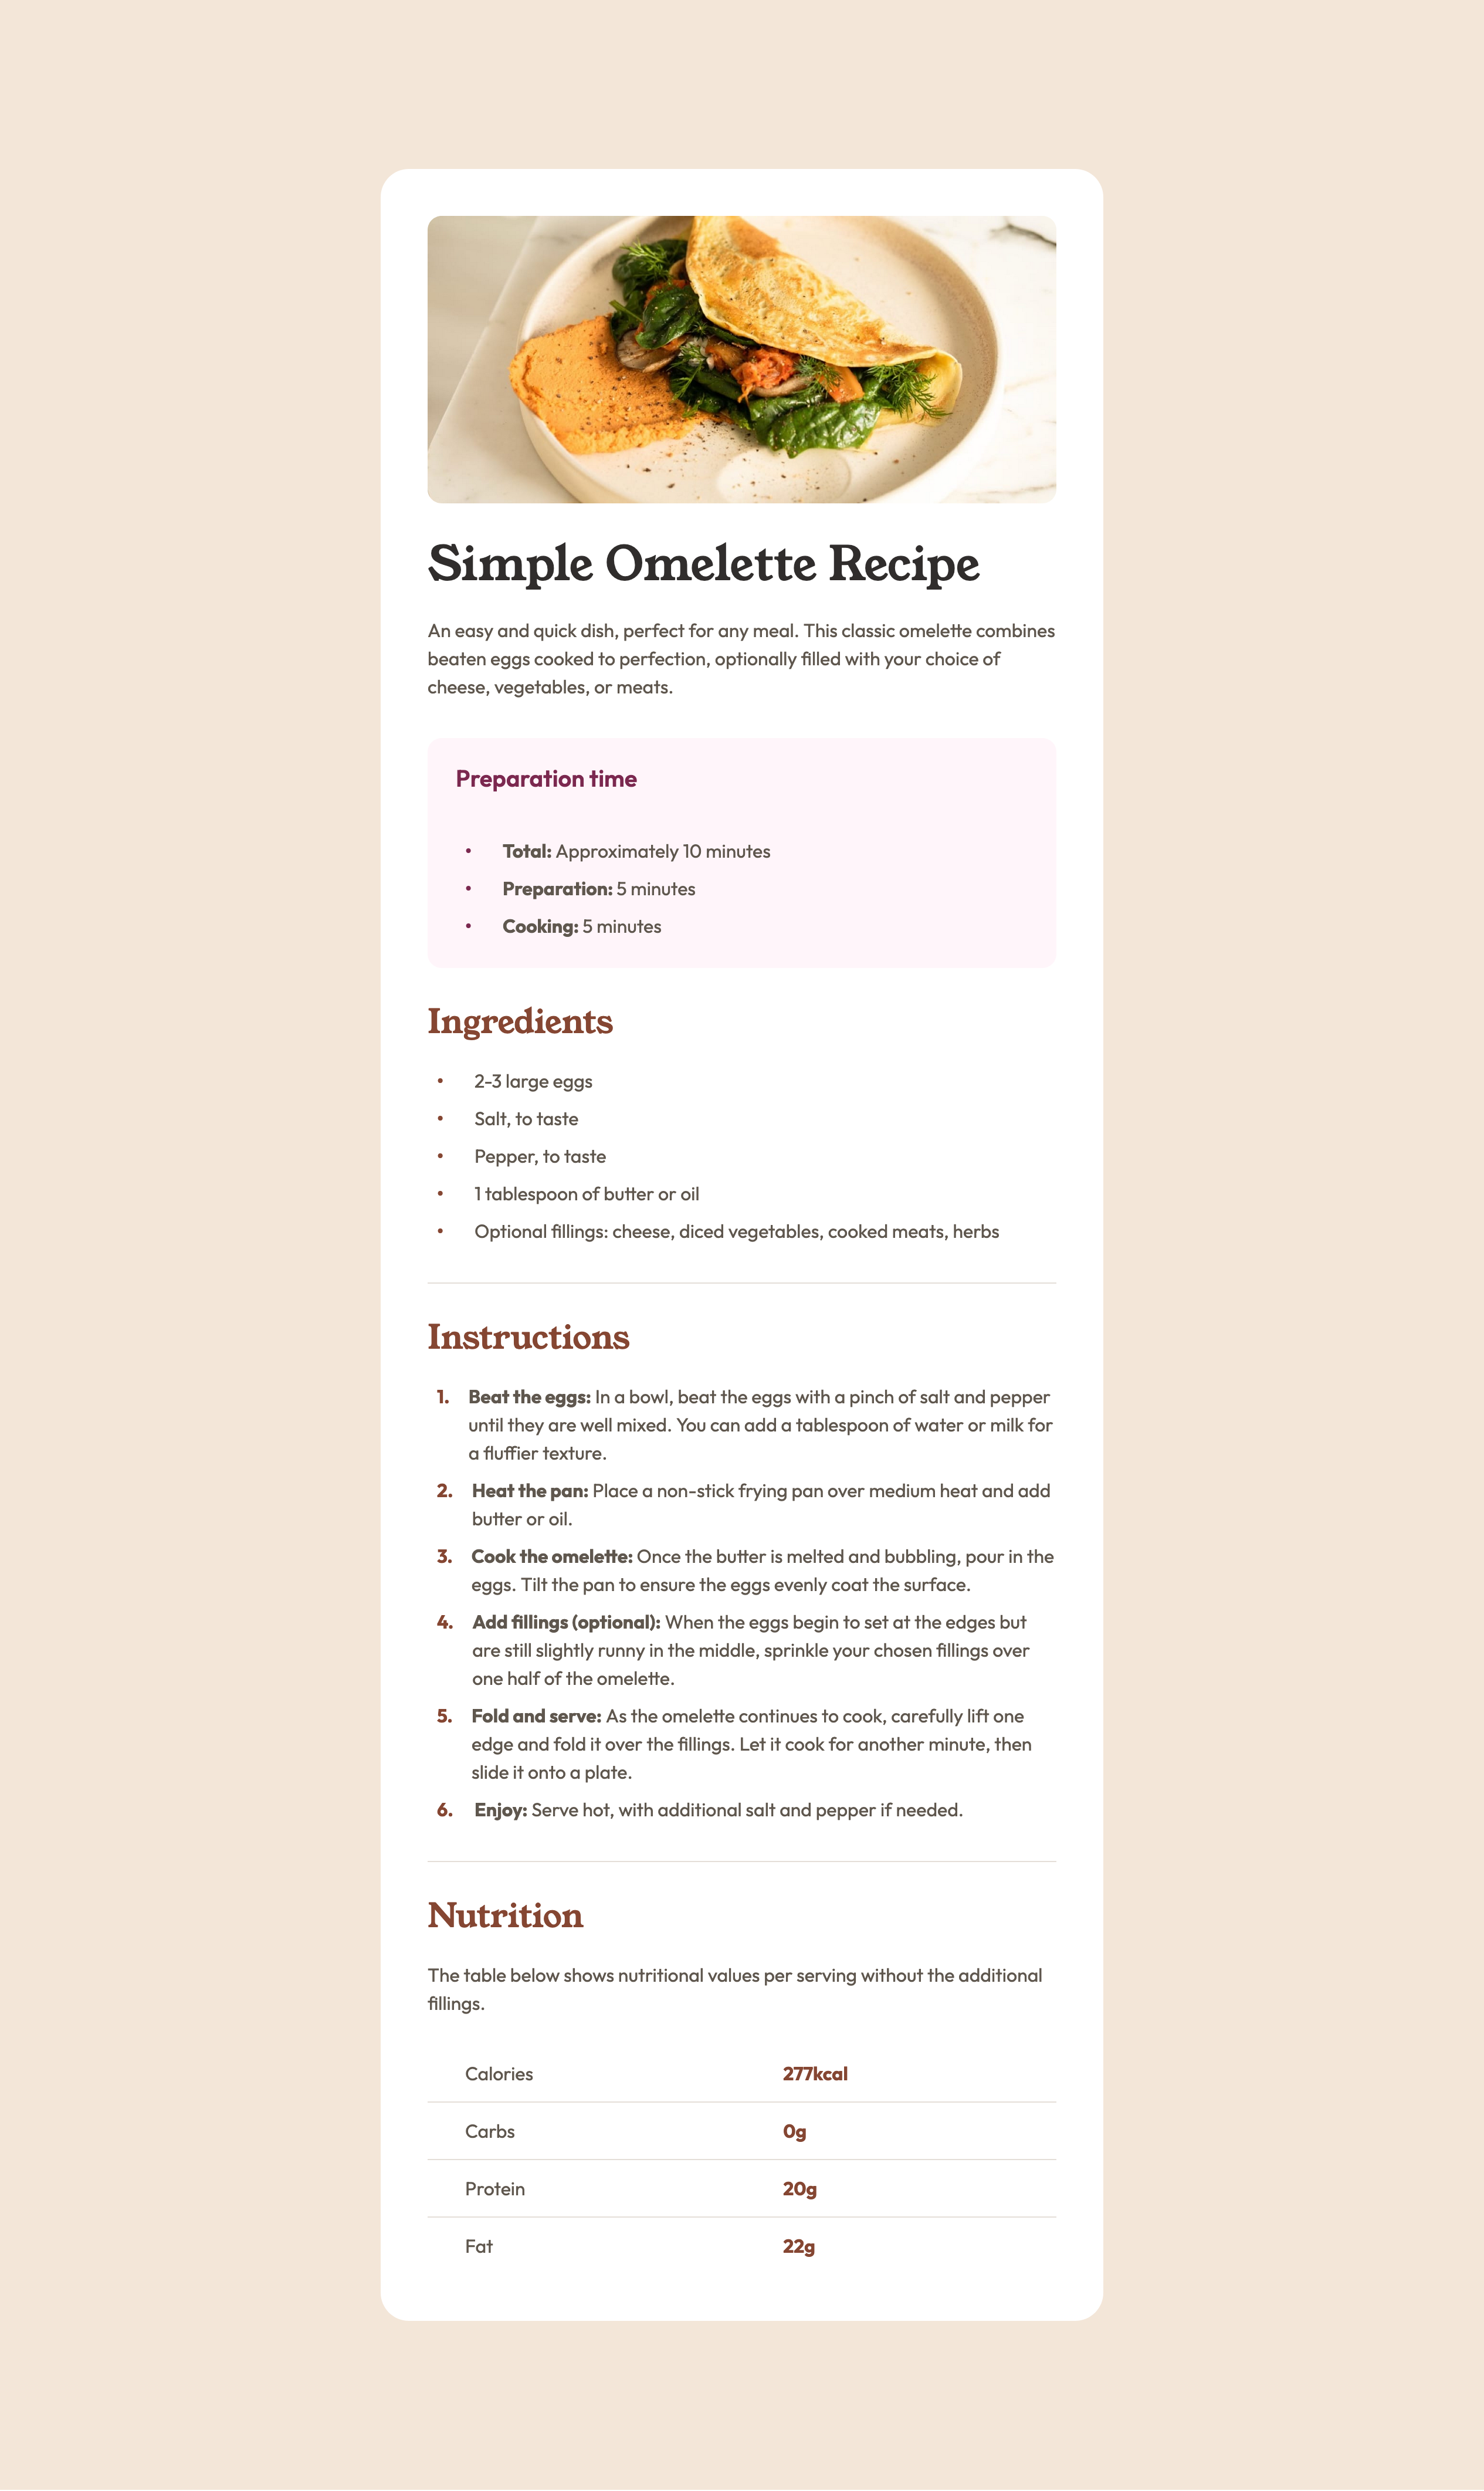 Simple Omelette Recipe
An easy and quick dish, perfect for any meal. This classic omelette combines
beaten eggs cooked to perfection, optionally filled with your choice of
cheese, vegetables, or meats.
Preparation time
• Total: Approximately 10 minutes
• Preparation: 5 minutes
• Cooking: 5 minutes
Ingredients
• 2-3 large eggs
• Salt, to taste
• Pepper, to taste
• 1 tablespoon of butter or oil
• Optional fillings: cheese, diced vegetables, cooked meats, herbs
Instructions
1. Beat the eggs: In a bowl, beat the eggs with a pinch of salt and pepper
until they are well mixed. You can add a tablespoon of water or milk for
a fluffier texture.
2. Heat the pan: Place a non-stick frying pan over medium heat and add
butter or oil.
3. Cook the omelette: Once the butter is melted and bubbling, pour in the
eggs. Tilt the pan to ensure the eggs evenly coat the surface.
4. Add fillings (optional): When the eggs begin to set at the edges but
are still slightly runny in the middle, sprinkle your chosen fillings over
one half of the omelette.
5. Fold and serve: As the omelette continues to cook, carefully lift one
edge and fold it over the fillings. Let it cook for another minute, then
slide it onto a plate.
6. Enjoy: Serve hot, with additional salt and pepper if needed.
Nutrition
The table below shows nutritional values per serving without the additional
fillings.
Calories 277kcal
Carbs 0g
Protein 20g
Fat 22g